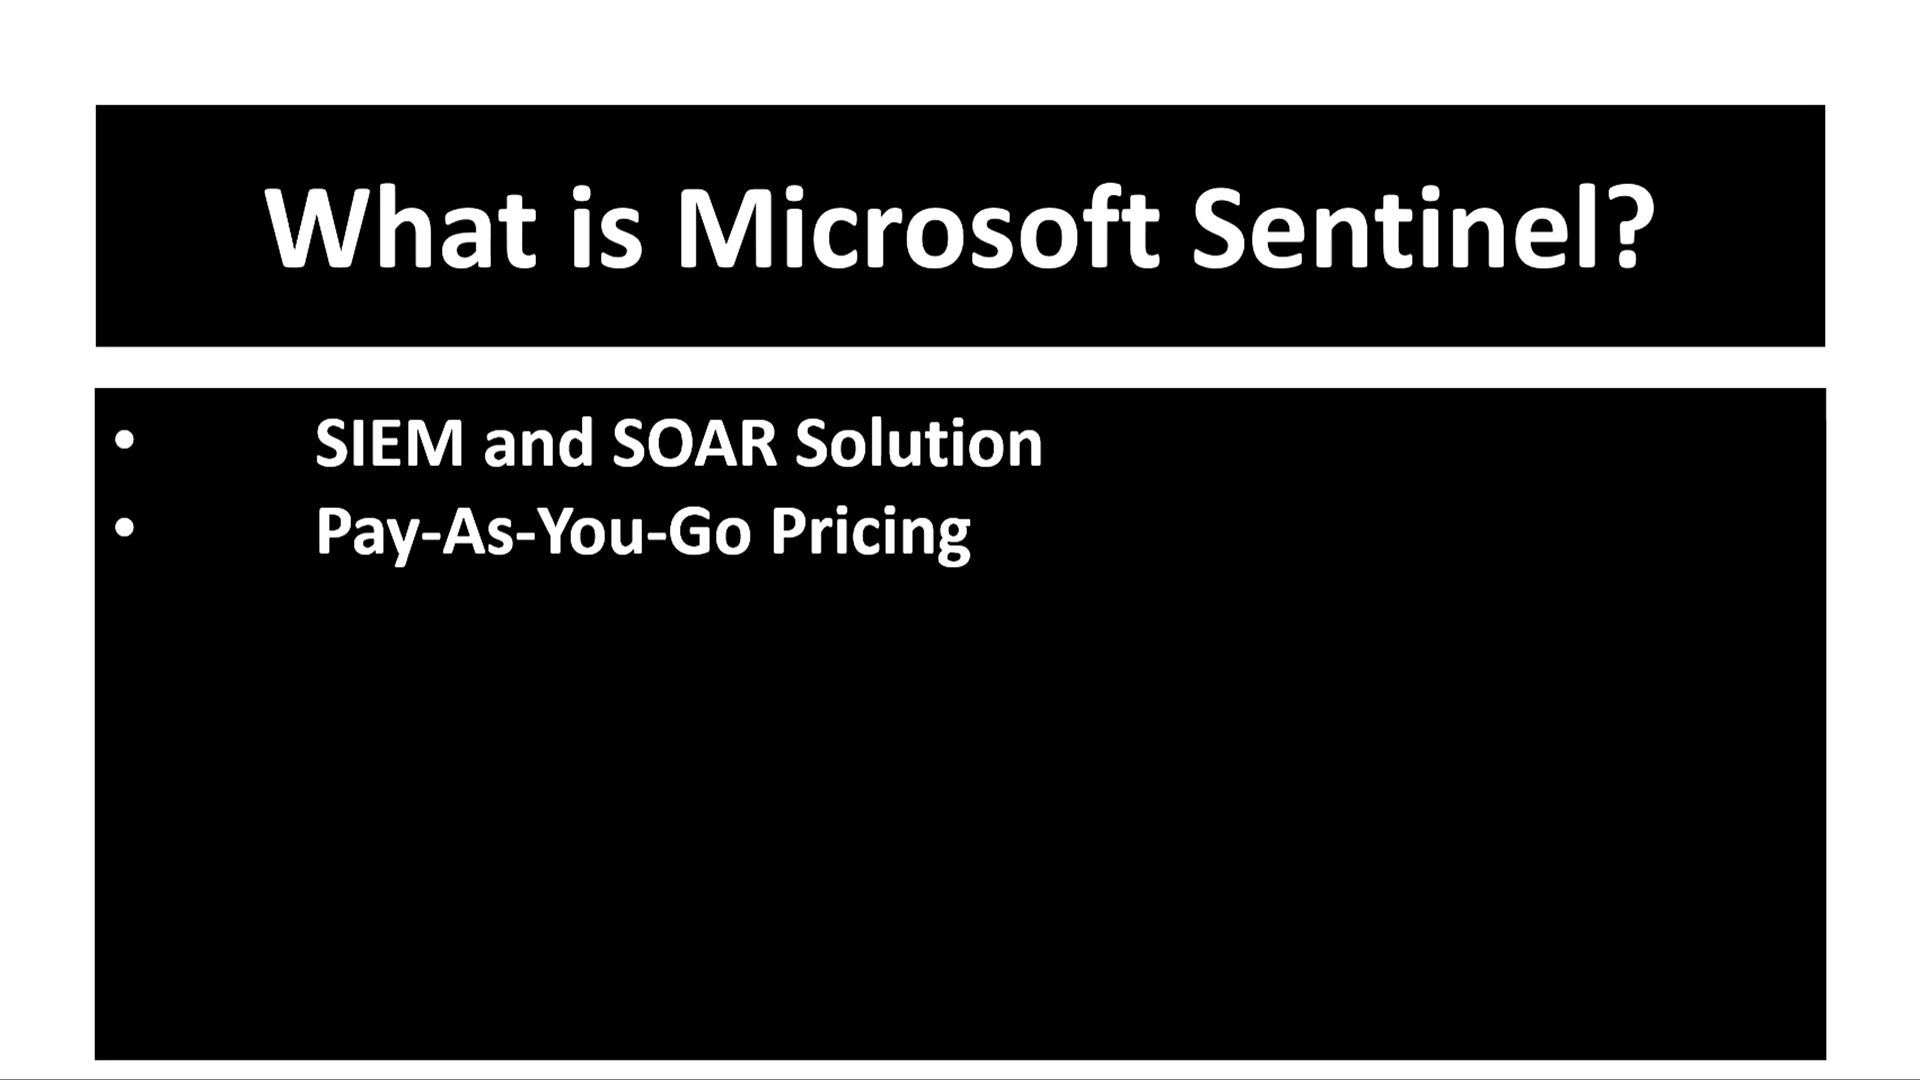 What is Microsoft Sentinel?
• SIEM and SOAR Solution
• Pay-As-You-Go Pricing